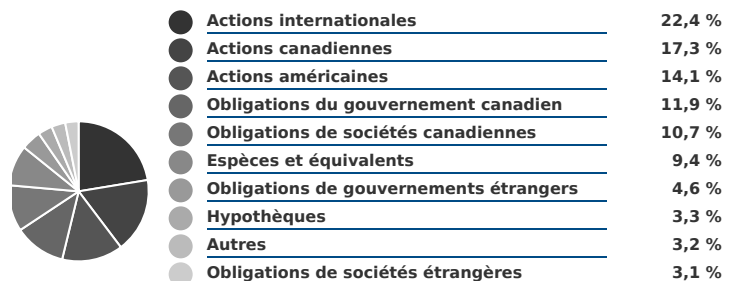 Actions internationales 22,4 %
Actions canadiennes 17,3 %
Actions américaines 14,1 %
Obligations du gouvernement canadien 11,9 %
Obligations de sociétés canadiennes 10,7 %
Espèces et équivalents 9,4 %
Obligations de gouvernements étrangers 4,6 %
Hypothèques 3,3 %
Autres 3,2 %
Obligations de sociétés étrangères 3,1 %